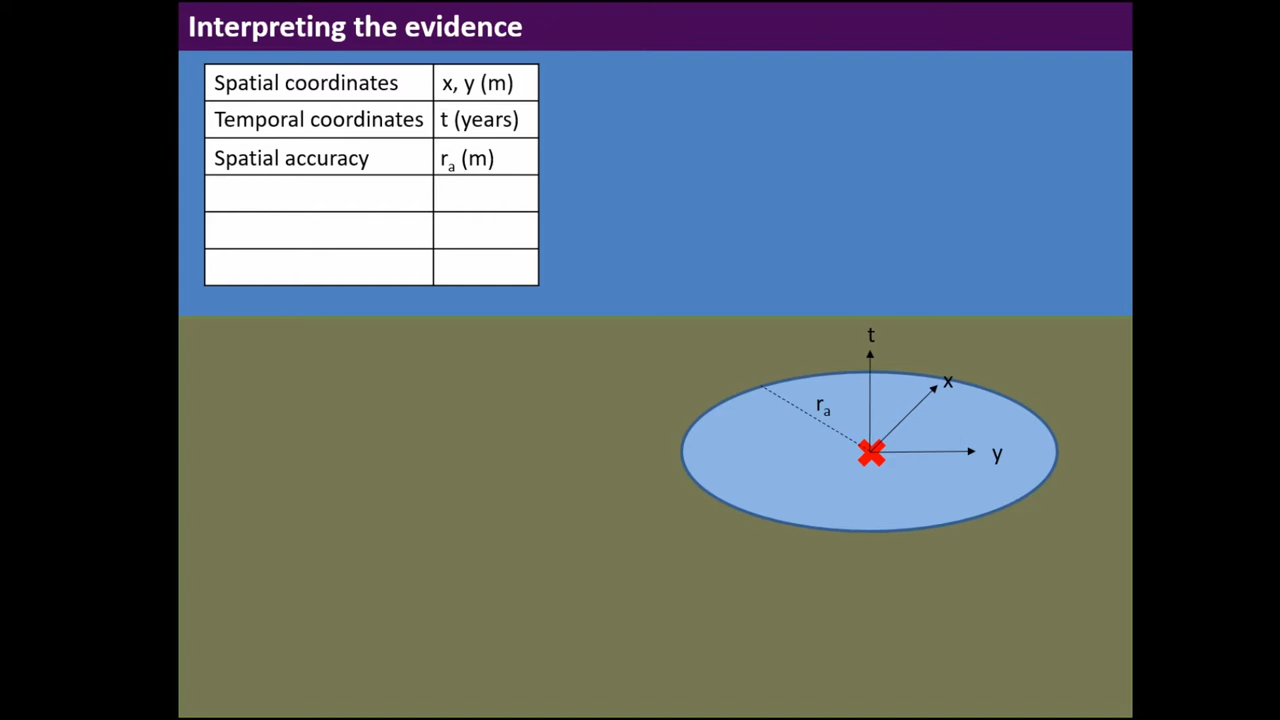 Interpreting the evidence
Spatial coordinates x, y (m)
Temporal coordinates t (years)
Spatial accuracy ra (m)
t
x
ra
y